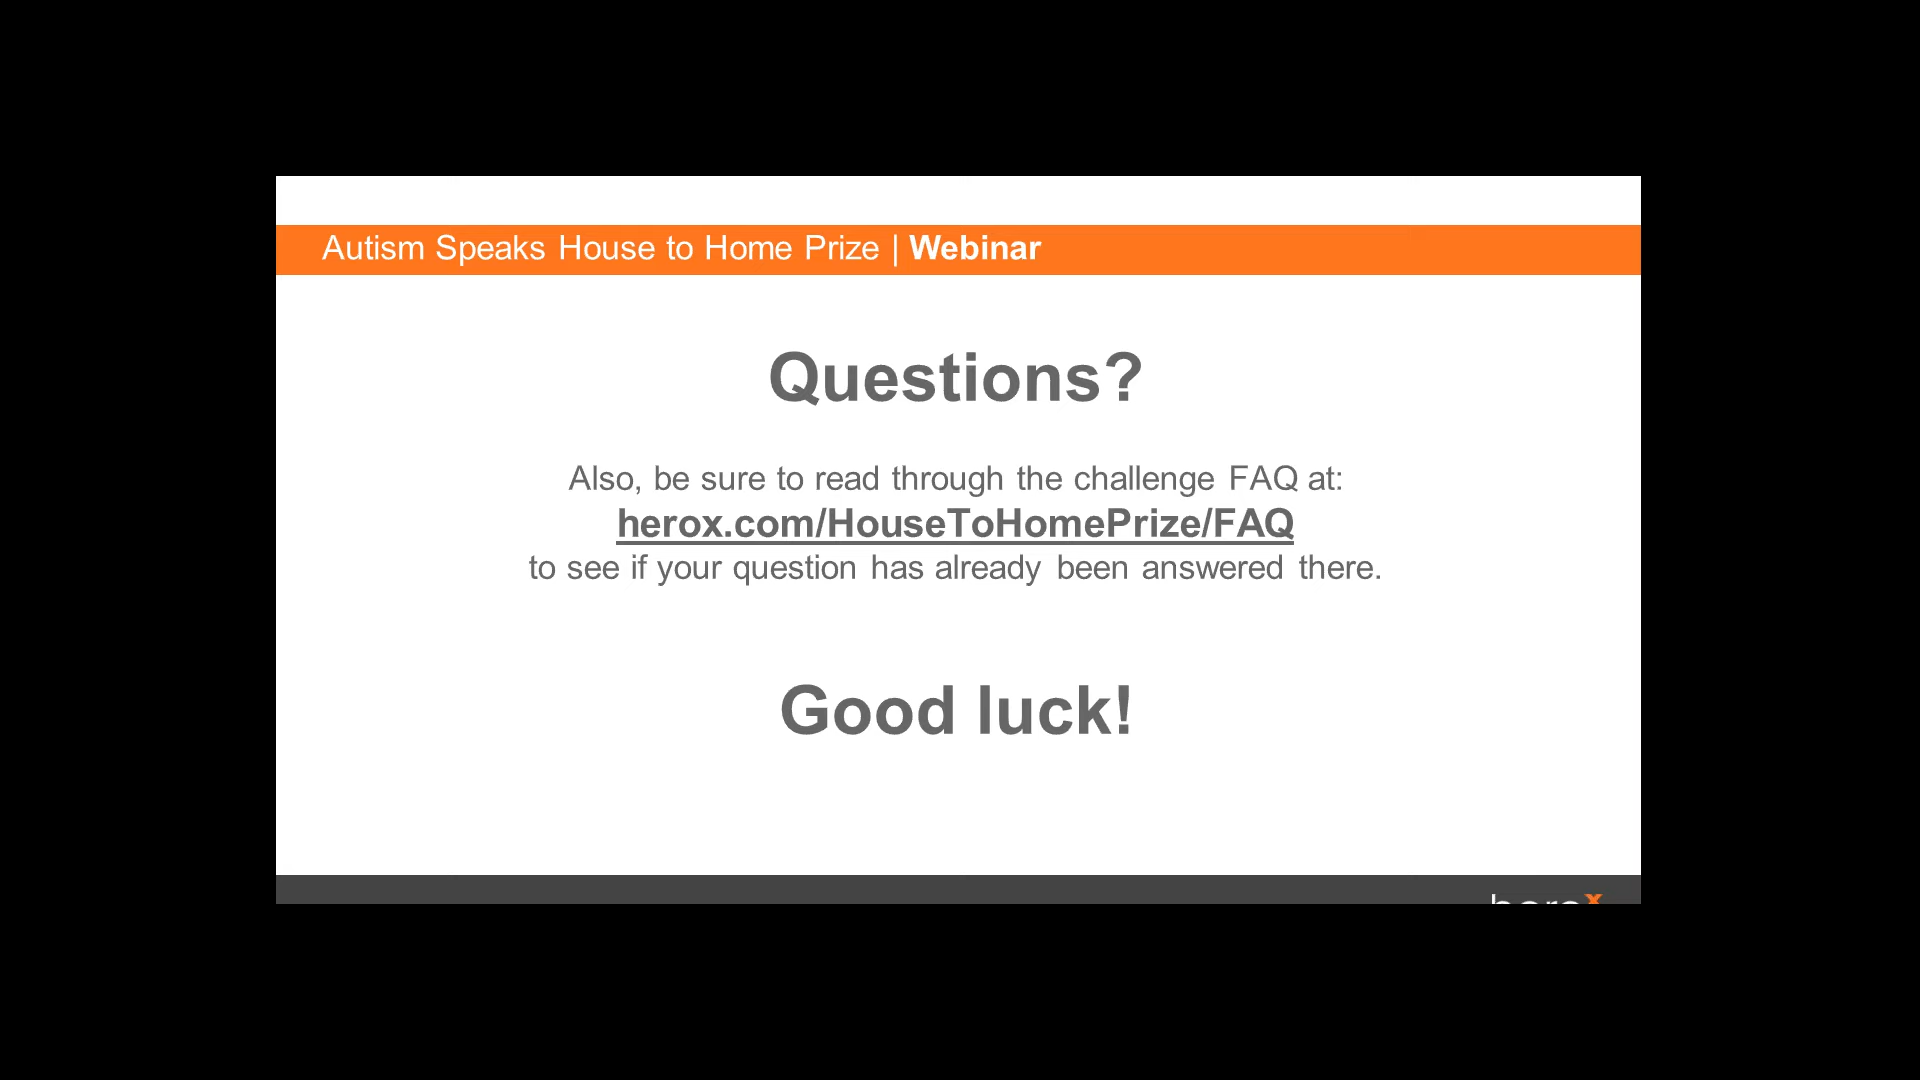 Autism Speaks House to Home Prize | Webinar
Questions?
Also, be sure to read through the challenge FAQ at:
herox.com/HouseToHomePrize/FAQ
to see if your question has already been answered there.
Good luck!
herox